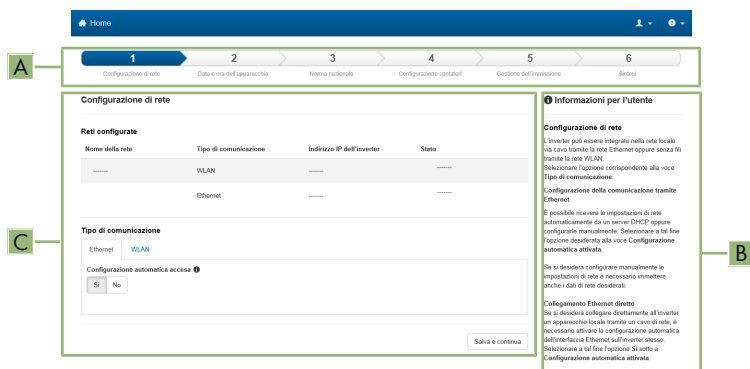 Home
A
1 2 3 4 5 6
Configurazione di rete Data e ora dell'apparecchio Norma nazionale Configurazione contatori Gestione dell'immissione Sintesi
Configurazione di rete
Reti configurate
Nome della rete Tipo di comunicazione Indirizzo IP dell'inverter Stato
------- WLAN ------- -------
Ethernet ------- -------
C
Tipo di comunicazione
Ethernet WLAN
Configurazione automatica accesa
Sì No
Salva e continua
Informazioni per l'utente
Configurazione di rete
L'inverter può essere integrato nella rete locale
via cavo tramite la rete Ethernet oppure senza fili
tramite la rete WLAN.
Selezionare l'opzione corrispondente alla voce
Tipo di comunicazione.
Configurazione della comunicazione tramite
Ethernet
È possibile ricevere le impostazioni di rete
automaticamente da un server DHCP oppure
configurarle manualmente. Selezionare a tal fine
l'opzione desiderata alla voce Configurazione
automatica attivata.
B
Se si desidera configurare manualmente le
impostazioni di rete è necessario immettere
anche i dati di rete desiderati.
Collegamento Ethernet diretto
Se si desidera collegare direttamente all'inverter
un apparecchio locale tramite un cavo di rete, è
necessario attivare la configurazione automatica
dell'interfaccia Ethernet sull'inverter stesso.
Selezionare a tal fine l'opzione Sì sotto a
Configurazione automatica attivata.